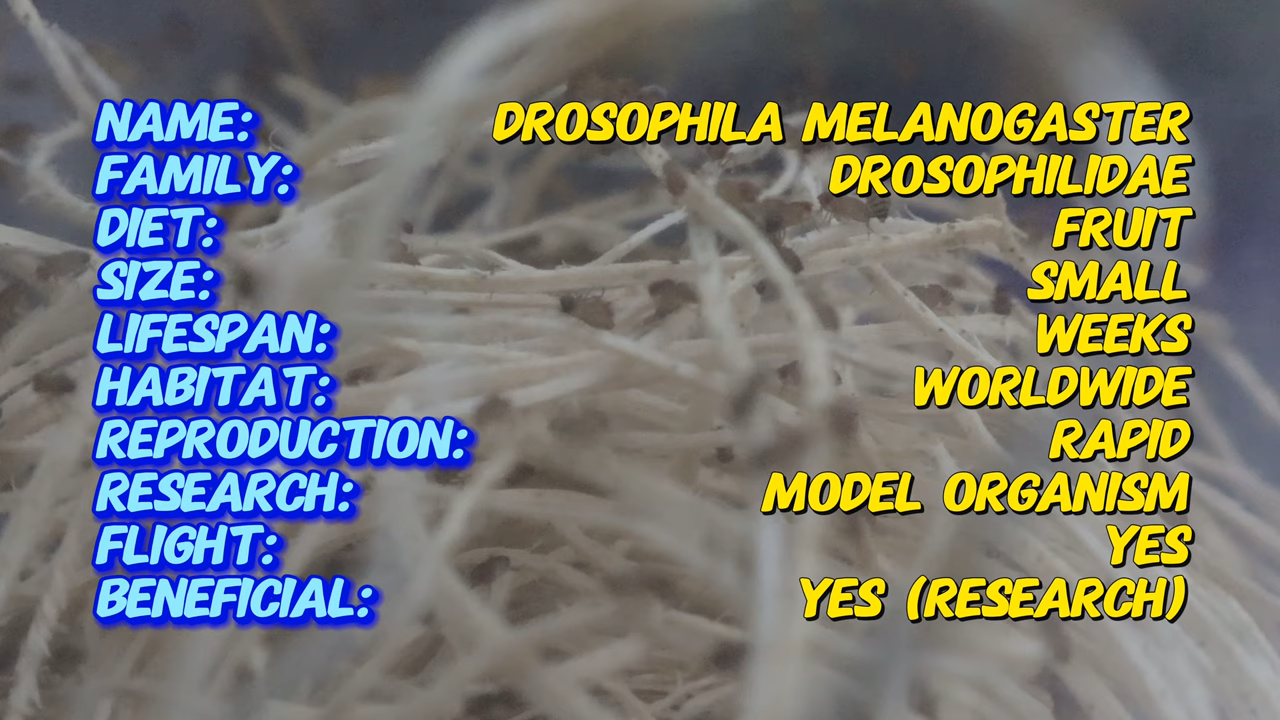 NAME: DROSOPHILA MELANOGASTER
FAMILY: DROSOPHILIDAE
DIET: FRUIT
SIZE: SMALL
LIFESPAN: WEEKS
HABITAT: WORLDWIDE
REPRODUCTION: RAPID
RESEARCH: MODEL ORGANISM
FLIGHT: YES
BENEFICIAL: YES (RESEARCH)